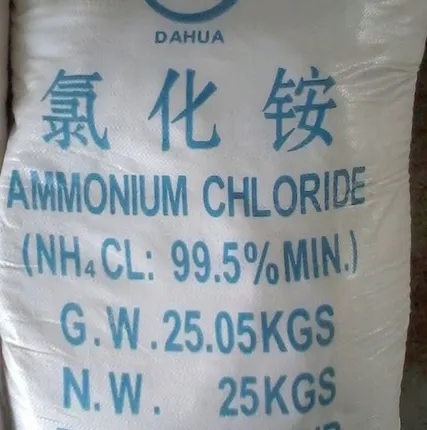 DAHUA
氯化铵
AMMONIUM CHLORIDE
(NH₄CL: 99.5%MIN.)
G.W.25.05KGS
N.W. 25KGS